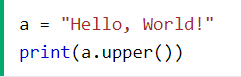 a = "Hello, World!"
print(a.upper())